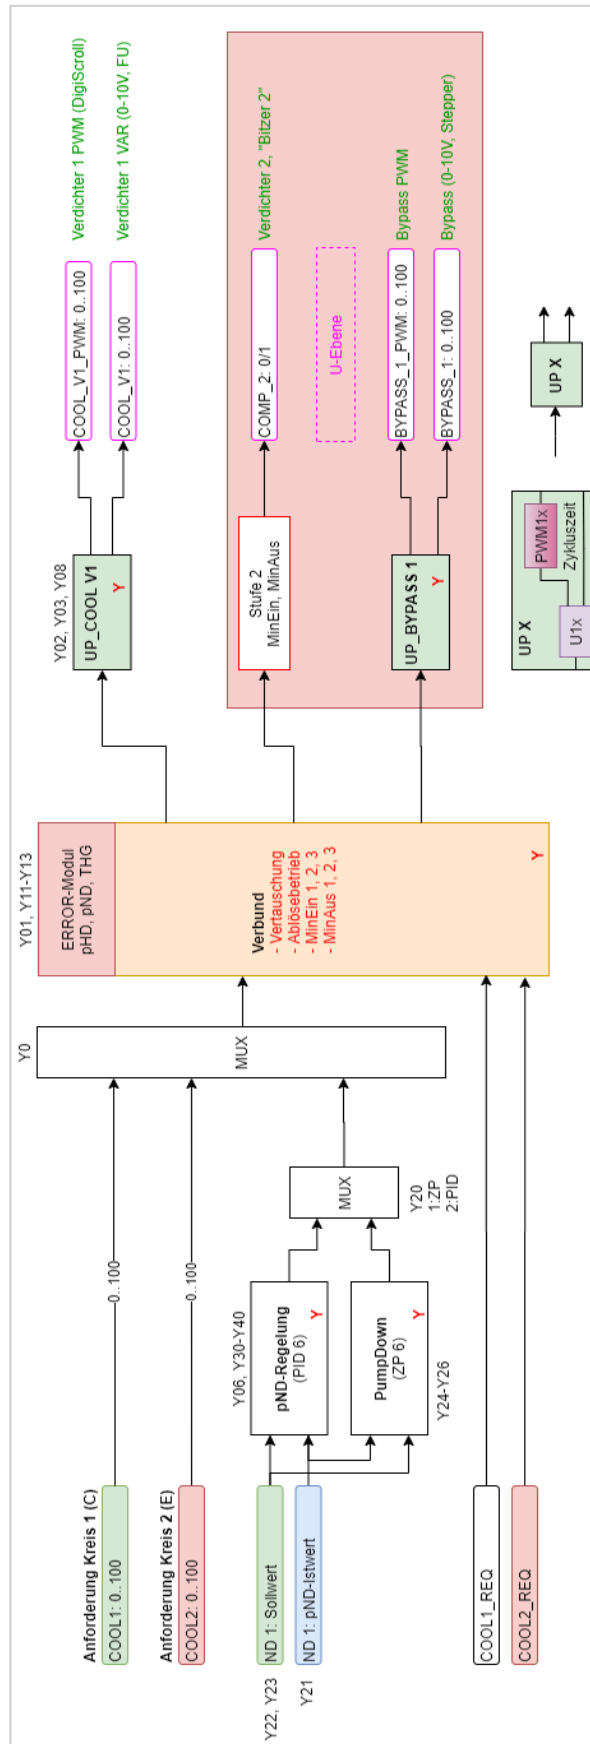 Anforderung Kreis 1 (C)
COOL1: 0..100
0..100
Anforderung Kreis 2 (E)
COOL2: 0..100
0..100
Y22, Y23
ND 1: Sollwert
ND 1: pND-Istwert
Y21
Y06, Y30-Y40
pND-Regelung
(PID 6)
Y
PumpDown
(ZP 6)
Y
Y24-Y26
MUX
Y20
1:ZP
2:PID
COOL1_REQ
COOL2_REQ
Y0
MUX
Y01, Y11-Y13
ERROR-Modul
pHD, pND, THG
Verbund
- Vertauschung
- Ablösebetrieb
- MinEin 1, 2, 3
- MinAus 1, 2, 3
Y
Y02, Y03, Y08
UP_COOL V1
Y
COOL_V1_PWM: 0..100
Verdichter 1 PWM (DigiScroll)
COOL_V1: 0..100
Verdichter 1 VAR (0-10V, FU)
Stufe 2
MinEin, MinAus
COMP_2: 0/1
Verdichter 2, "Bitzer 2"
U-Ebene
UP_BYPASS 1
Y
BYPASS_1_PWM: 0..100
Bypass PWM
BYPASS_1: 0..100
Bypass (0-10V, Stepper)
UP X
U1x
PWM1x
Zykluszeit
UP X